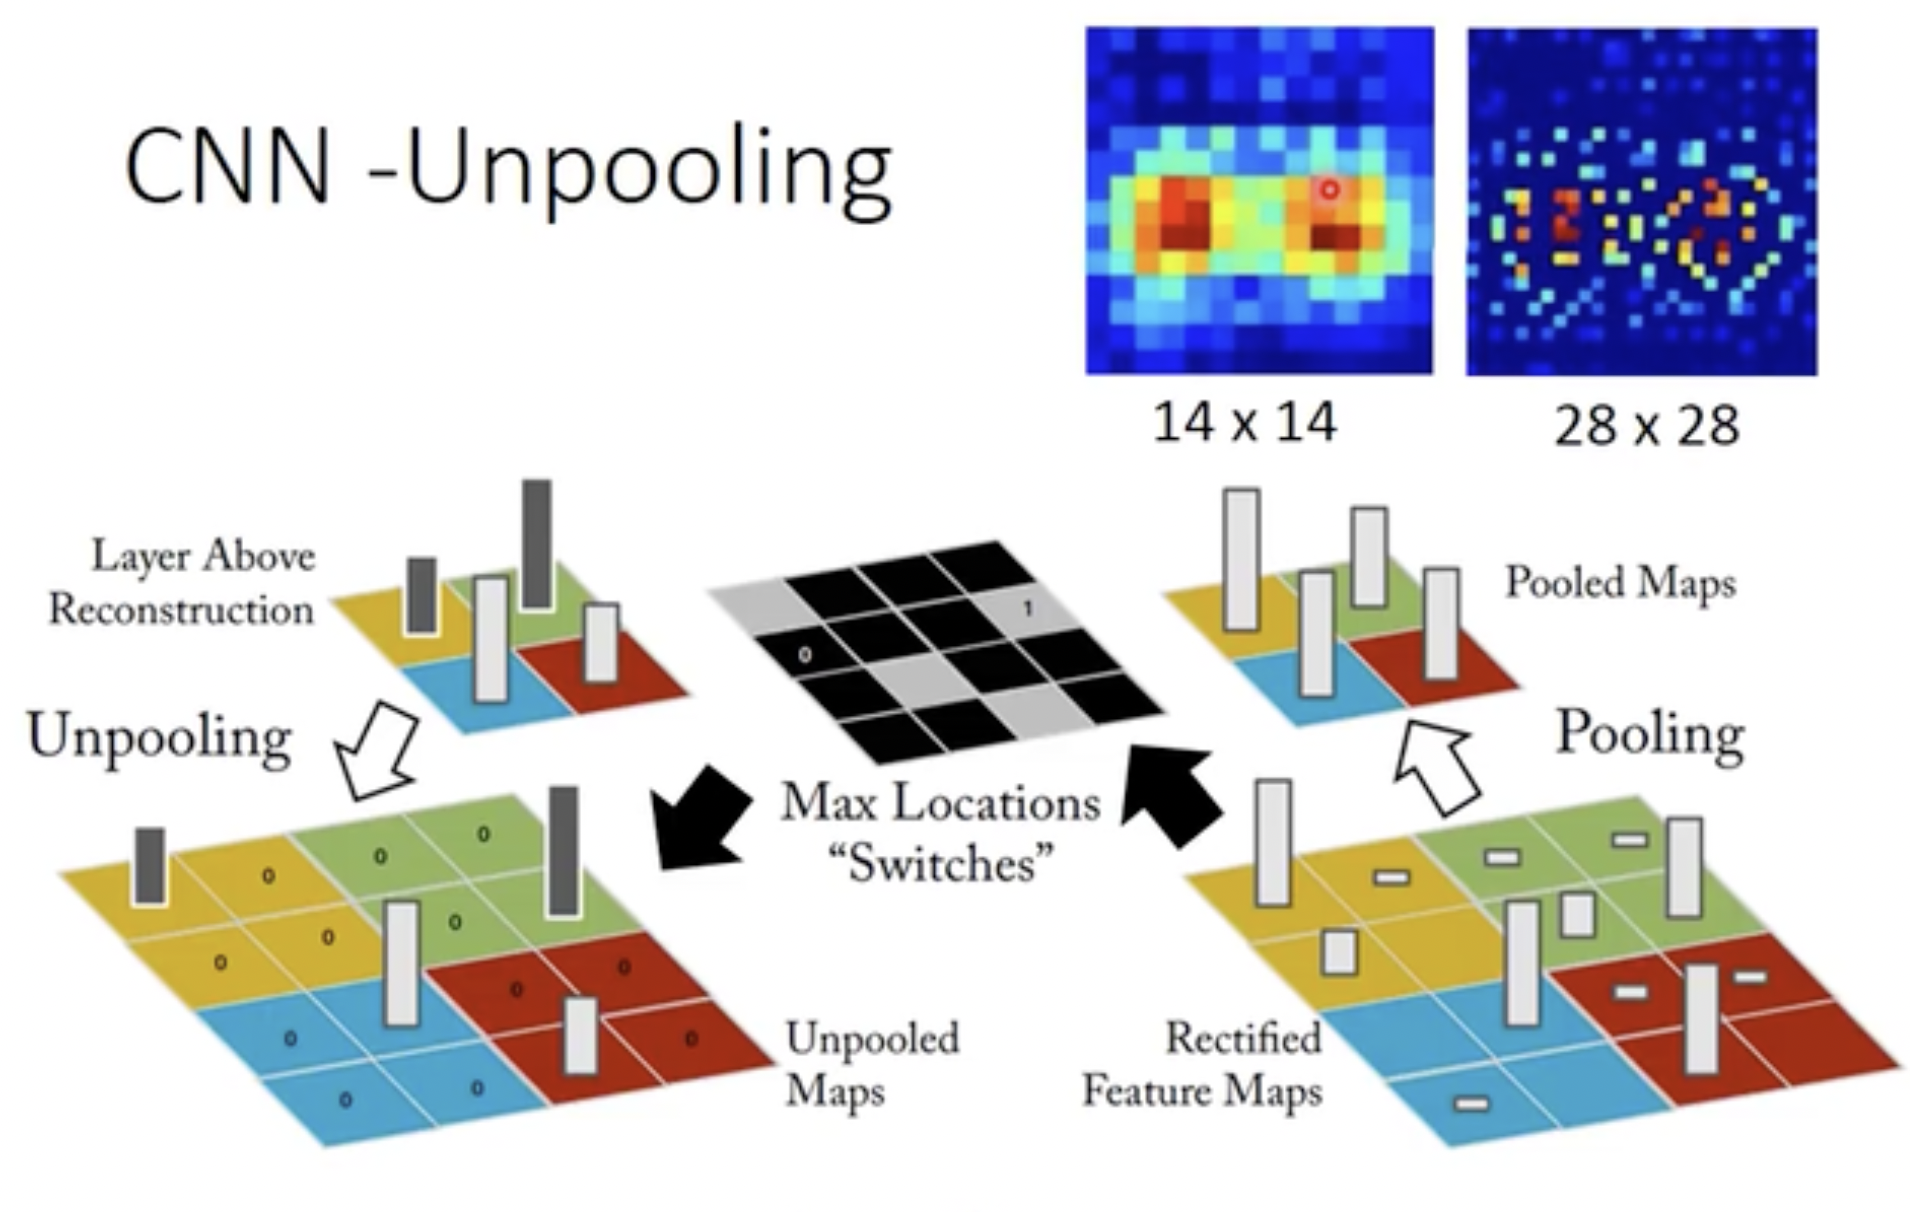 CNN -Unpooling
14 x 14
28 x 28
Layer Above
Reconstruction
1
0
Pooled Maps
Unpooling
Max Locations
“Switches”
Pooling
0
0
0
0
0
0
0
0
0
0
0
0
Unpooled
Maps
Rectified
Feature Maps